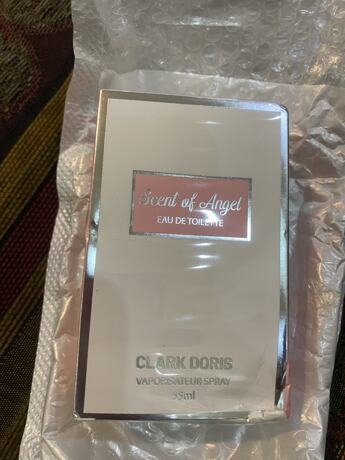 Scent of Angel
EAU DE TOILETTE
CLARK DORIS
VAPORISATEUR SPRAY
55ml